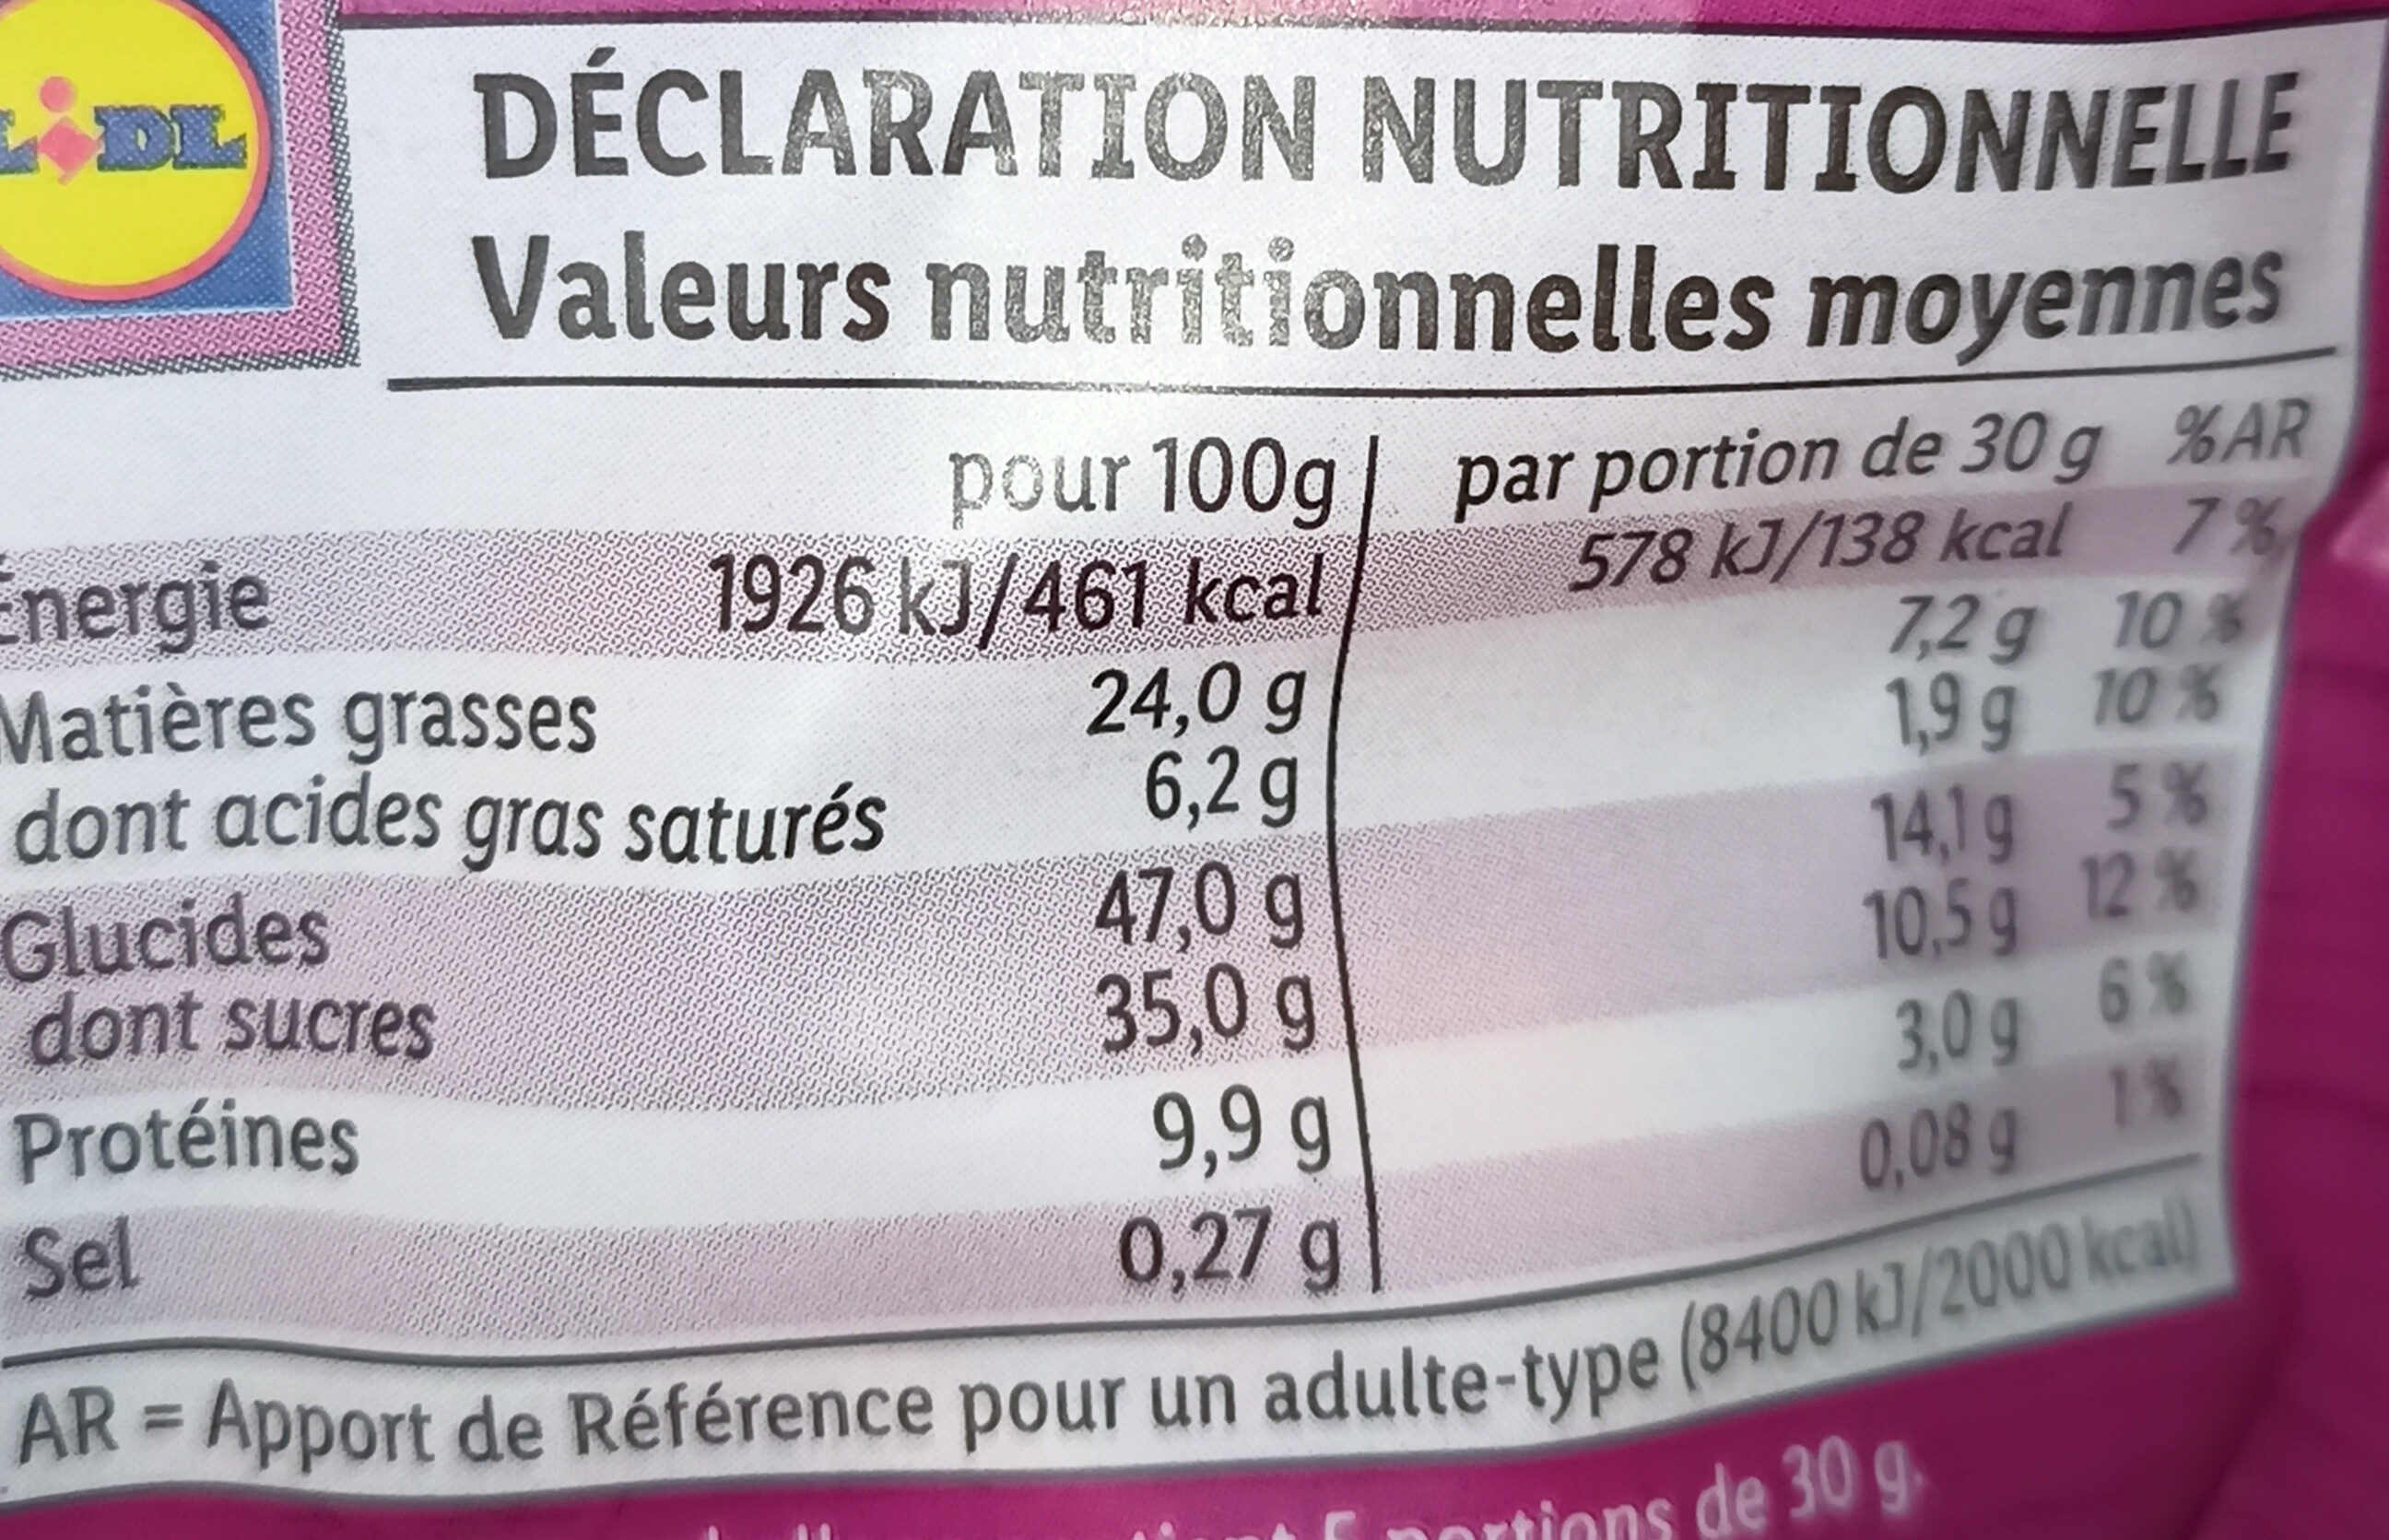 LIDL
DÉCLARATION NUTRITIONNELLE
Valeurs nutritionnelles moyennes
pour 100g par portion de 30 g %AR
Énergie 1926 kJ/461 kcal 578 kJ/138 kcal 7 %
Matières grasses 24,0 g 7,2 g 10 %
dont acides gras saturés 6,2 g 1,9 g 10 %
Glucides 47,0 g 14,1 g 5 %
dont sucres 35,0 g 10,5 g 12 %
Protéines 9,9 g 3,0 g 6 %
Sel 0,27 g 0,08 g 1 %
AR = Apport de Référence pour un adulte-type (8400 kJ/2000 kcal)
5 portions de 30 g.